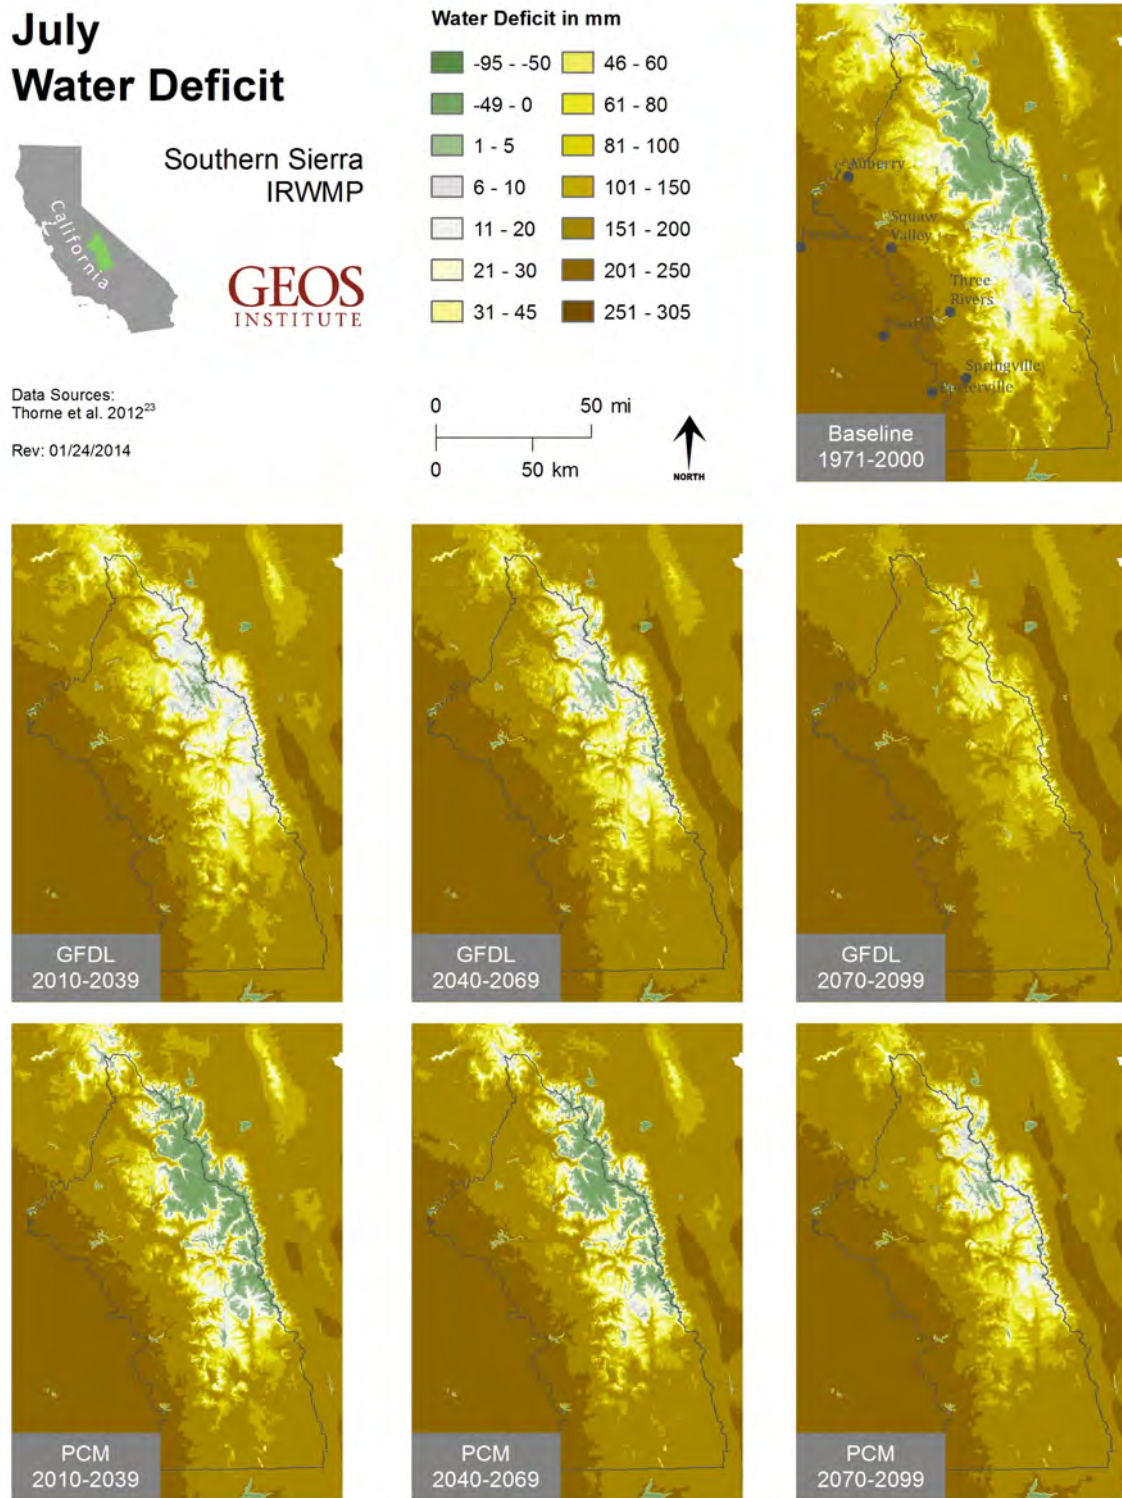 July
Water Deficit
Southern Sierra
IRWMP
California
GEOS
INSTITUTE
Data Sources:
Thorne et al. 2012²³
Rev: 01/24/2014
Water Deficit in mm
-95 - -50
-49 - 0
1 - 5
6 - 10
11 - 20
21 - 30
31 - 45
46 - 60
61 - 80
81 - 100
101 - 150
151 - 200
201 - 250
251 - 305
0 50 mi
0 50 km
NORTH
Auberry
Squaw
Valley
Three
Rivers
Springville
Porterville
Baseline
1971-2000
GFDL
2010-2039
GFDL
2040-2069
GFDL
2070-2099
PCM
2010-2039
PCM
2040-2069
PCM
2070-2099